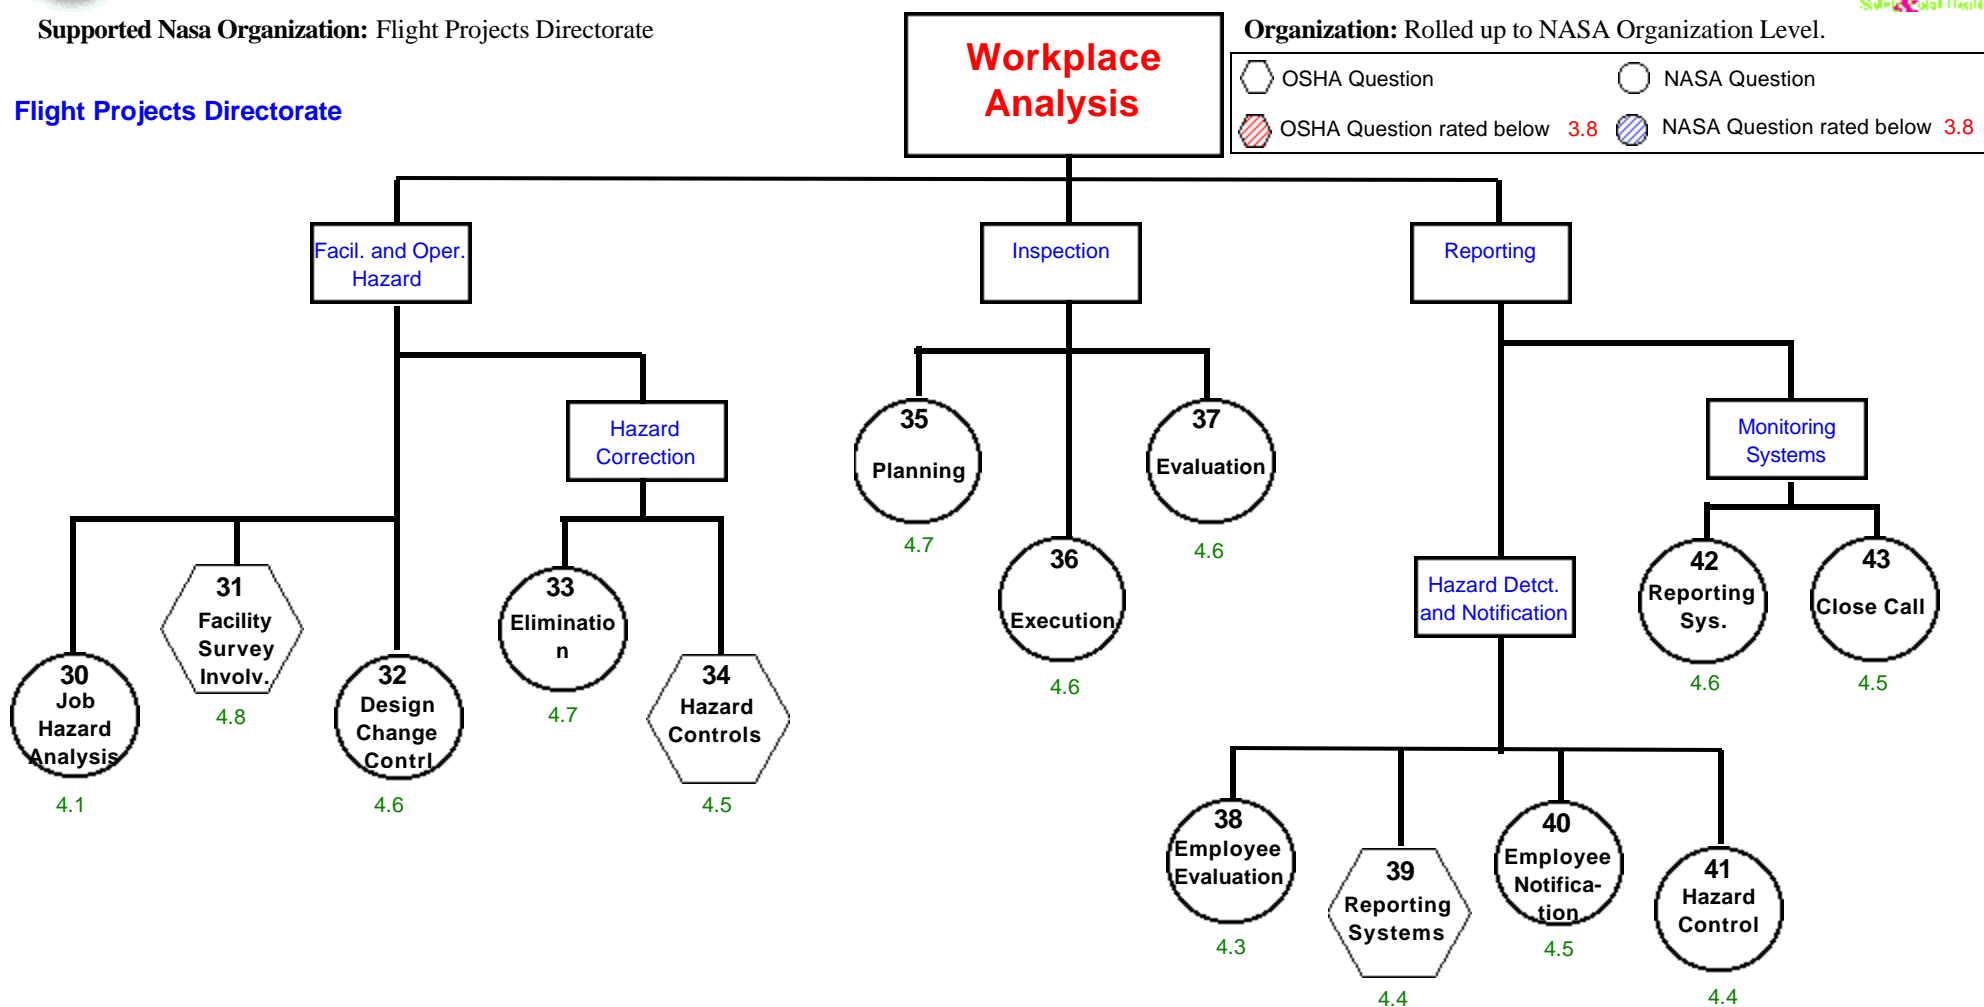 Supported Nasa Organization: Flight Projects Directorate
Organization: Rolled up to NASA Organization Level.
Flight Projects Directorate
Workplace
Analysis
OSHA Question
NASA Question
OSHA Question rated below 3.8
NASA Question rated below 3.8
Facil. and Oper.
Hazard
Inspection
Reporting
Hazard
Correction
Monitoring
Systems
Hazard Detct.
and Notification
30
Job
Hazard
Analysis
4.1
31
Facility
Survey
Involv.
4.8
32
Design
Change
Contrl
4.6
33
Eliminatio
n
4.7
34
Hazard
Controls
4.5
35
Planning
4.7
36
Execution
4.6
37
Evaluation
4.6
38
Employee
Evaluation
4.3
39
Reporting
Systems
4.4
40
Employee
Notifica-
tion
4.5
41
Hazard
Control
4.4
42
Reporting
Sys.
4.6
43
Close Call
4.5